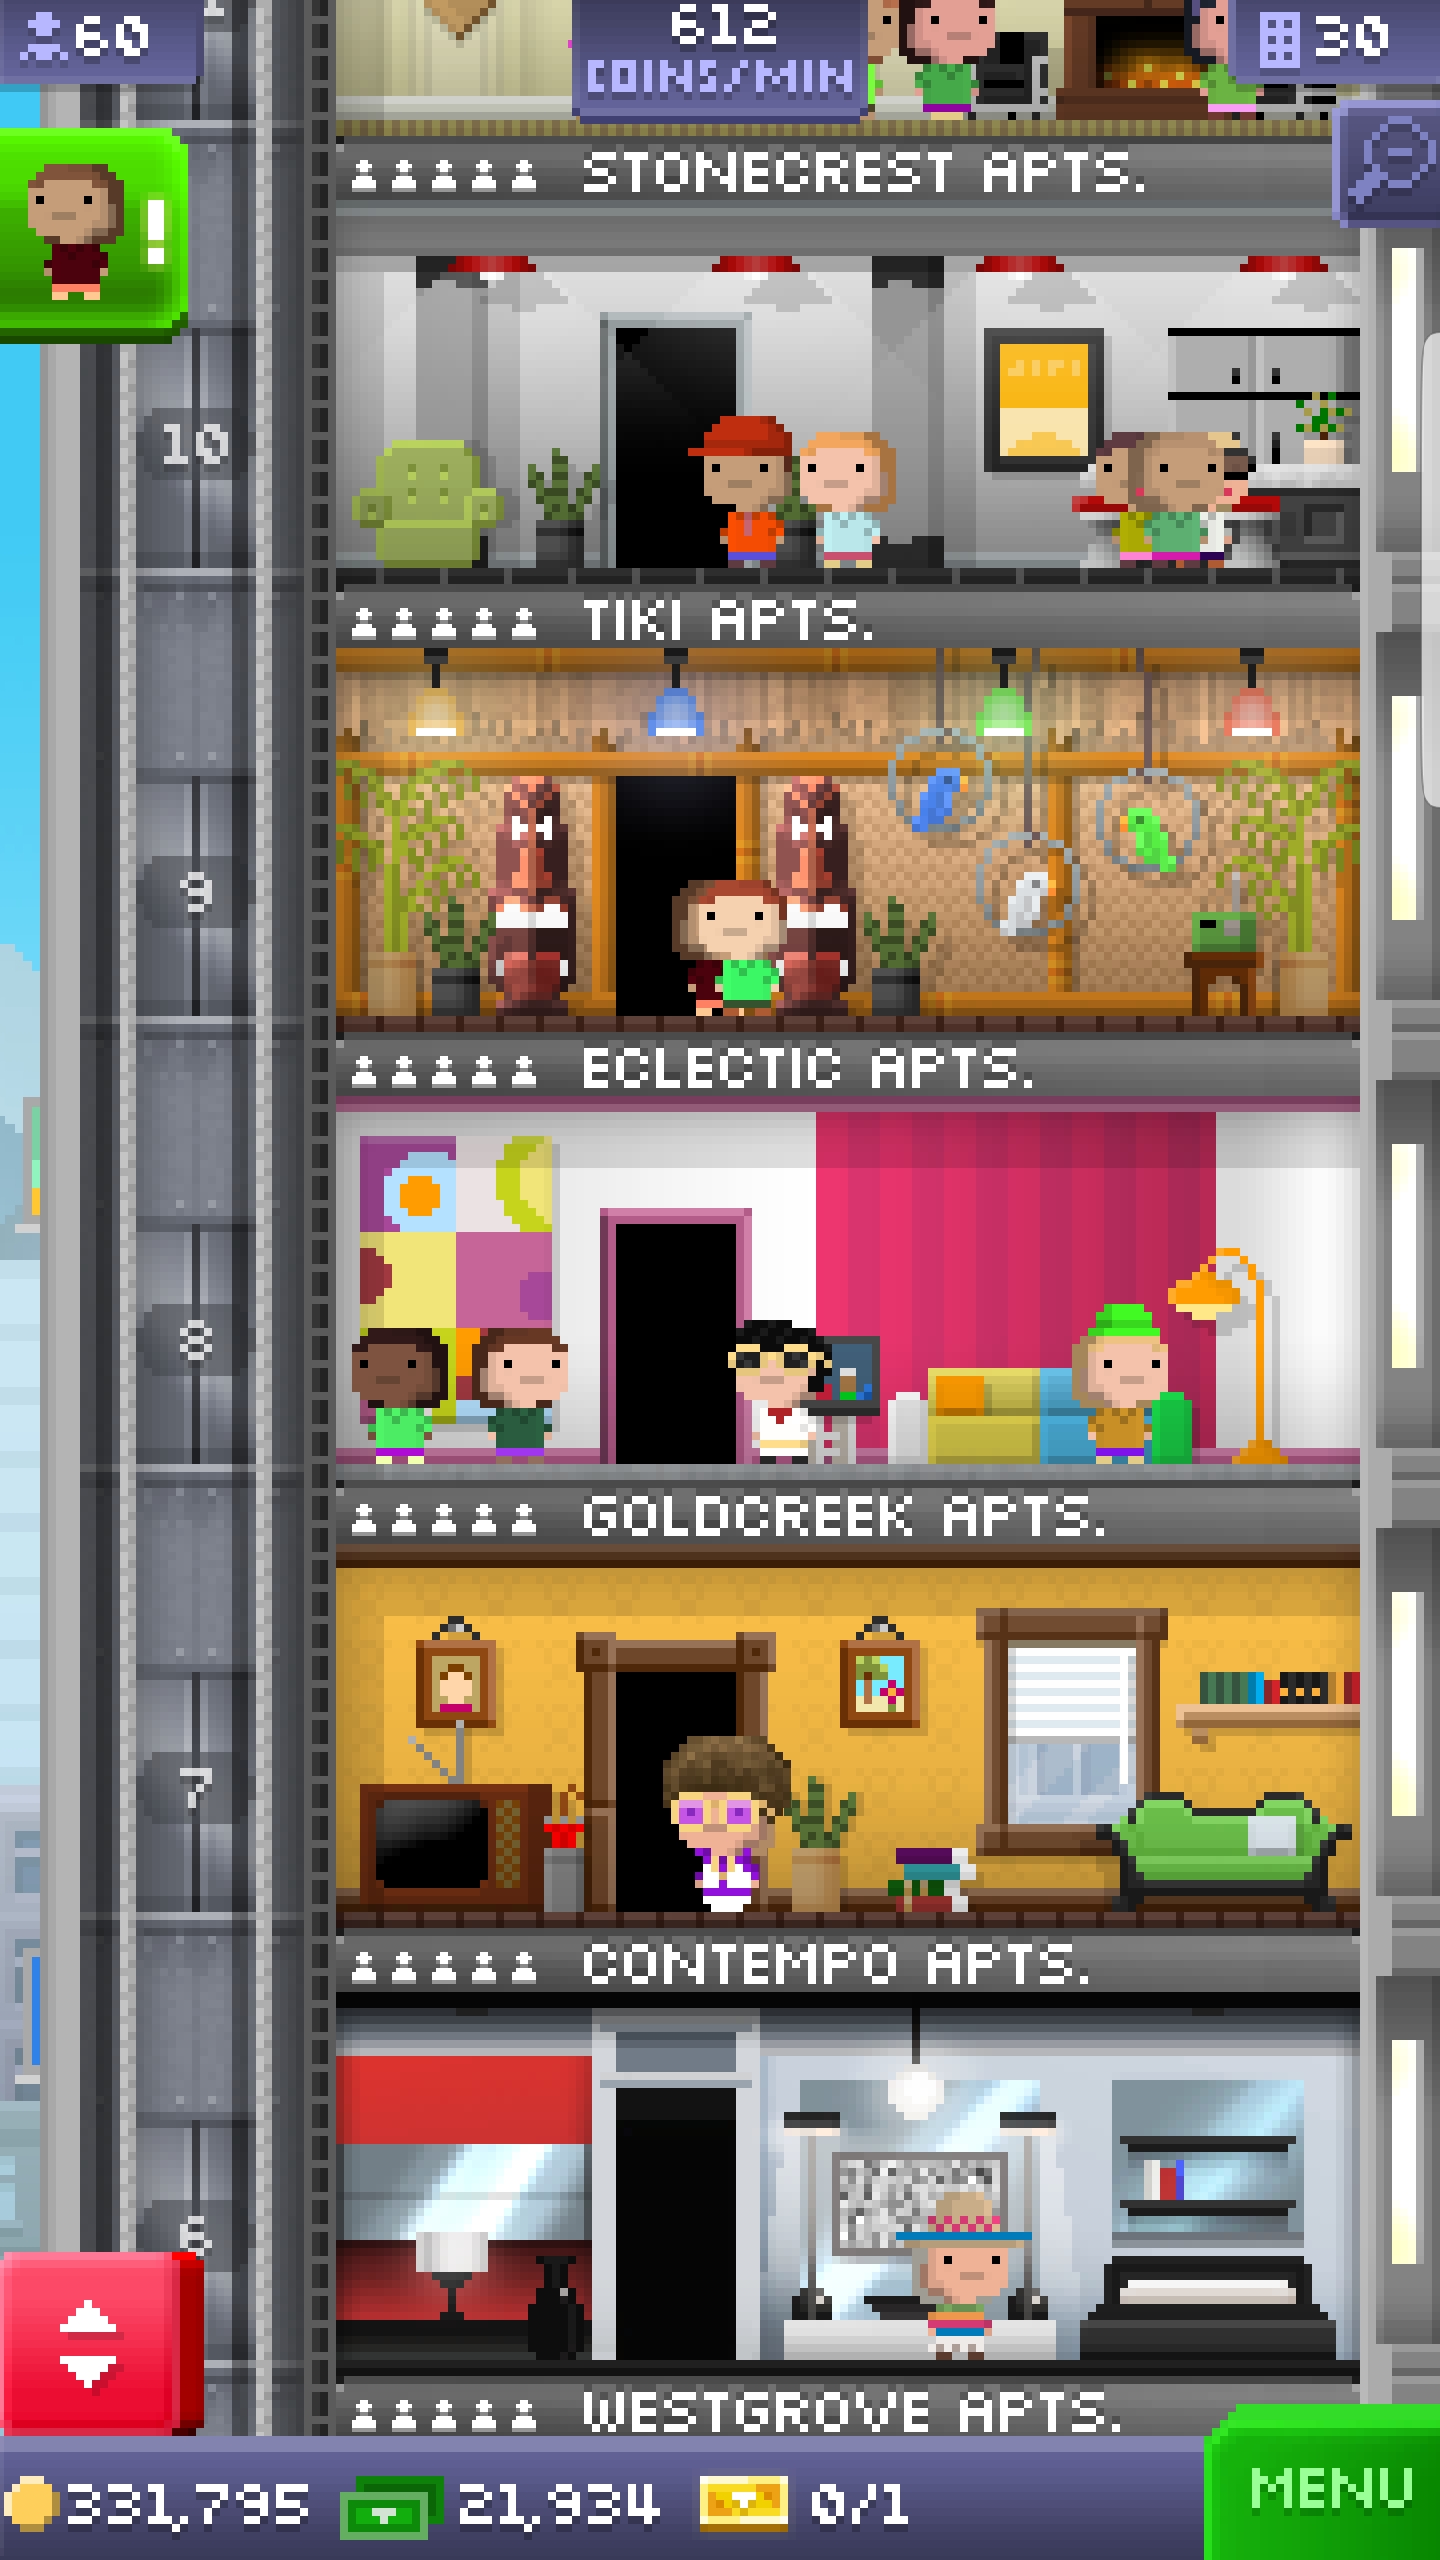 60
612
COINS/MIN
30
!
STONECREST APTS.
10
TIKI APTS.
9
ECLECTIC APTS.
8
GOLDCREEK APTS.
7
CONTEMPO APTS.
6
WESTGROVE APTS.
331,795
21,934
0/1
MENU